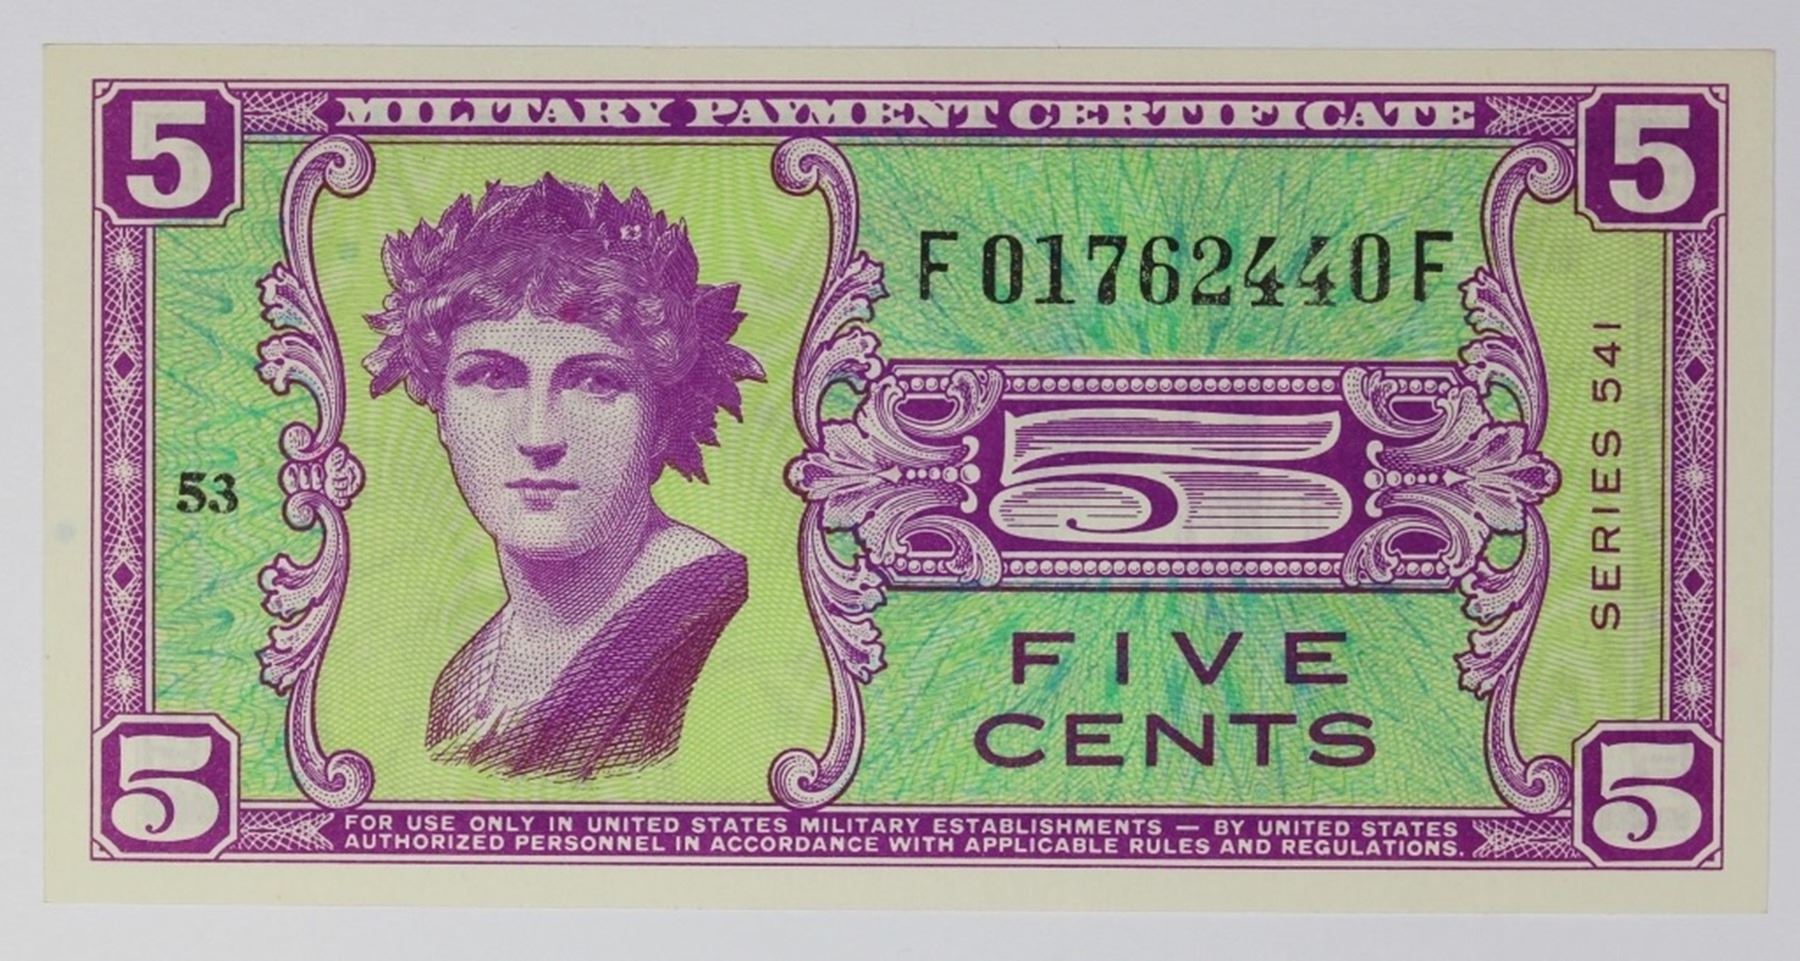 5 MILITARY PAYMENT CERTIFICATE 5
F01762440F
53
5
SERIES 541
FIVE
CENTS
5 FOR USE ONLY IN UNITED STATES MILITARY ESTABLISHMENTS — BY UNITED STATES 5
AUTHORIZED PERSONNEL IN ACCORDANCE WITH APPLICABLE RULES AND REGULATIONS.